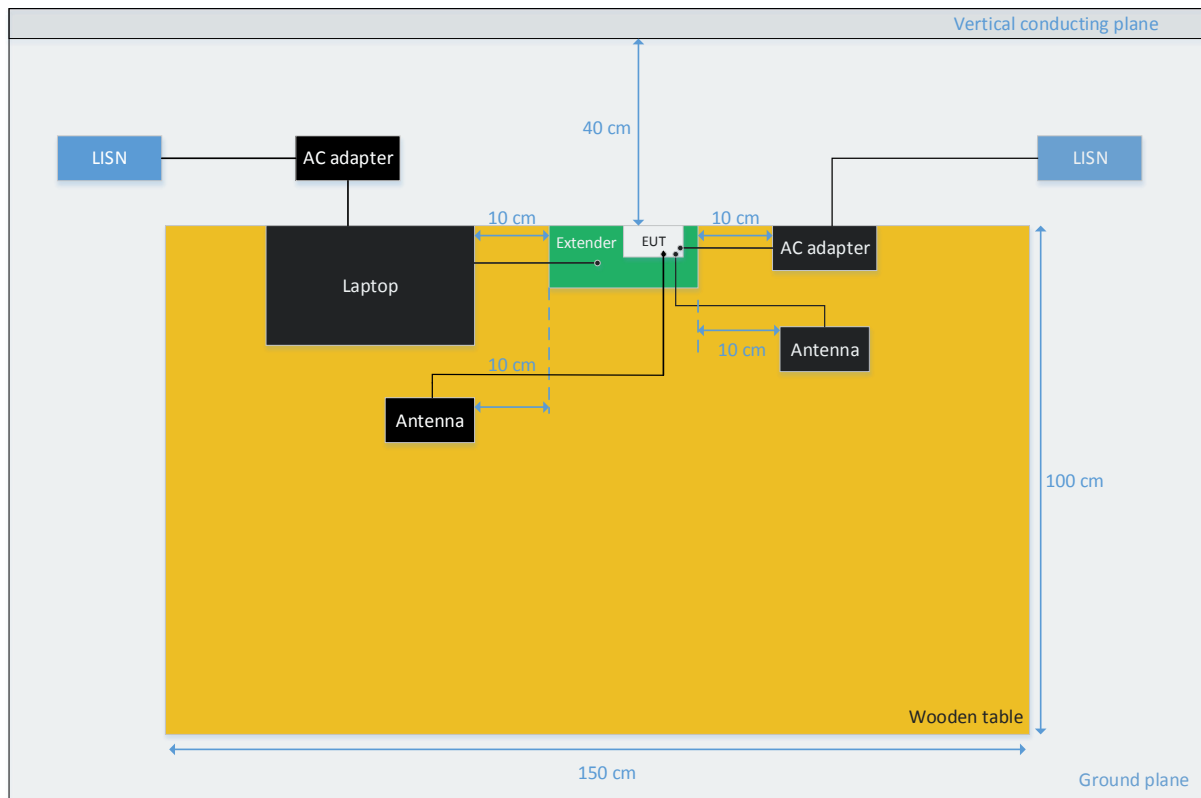 Vertical conducting plane
40 cm
LISN
AC adapter
LISN
10 cm
10 cm
Extender
EUT
AC adapter
Laptop
10 cm
Antenna
10 cm
Antenna
100 cm
Wooden table
150 cm
Ground plane